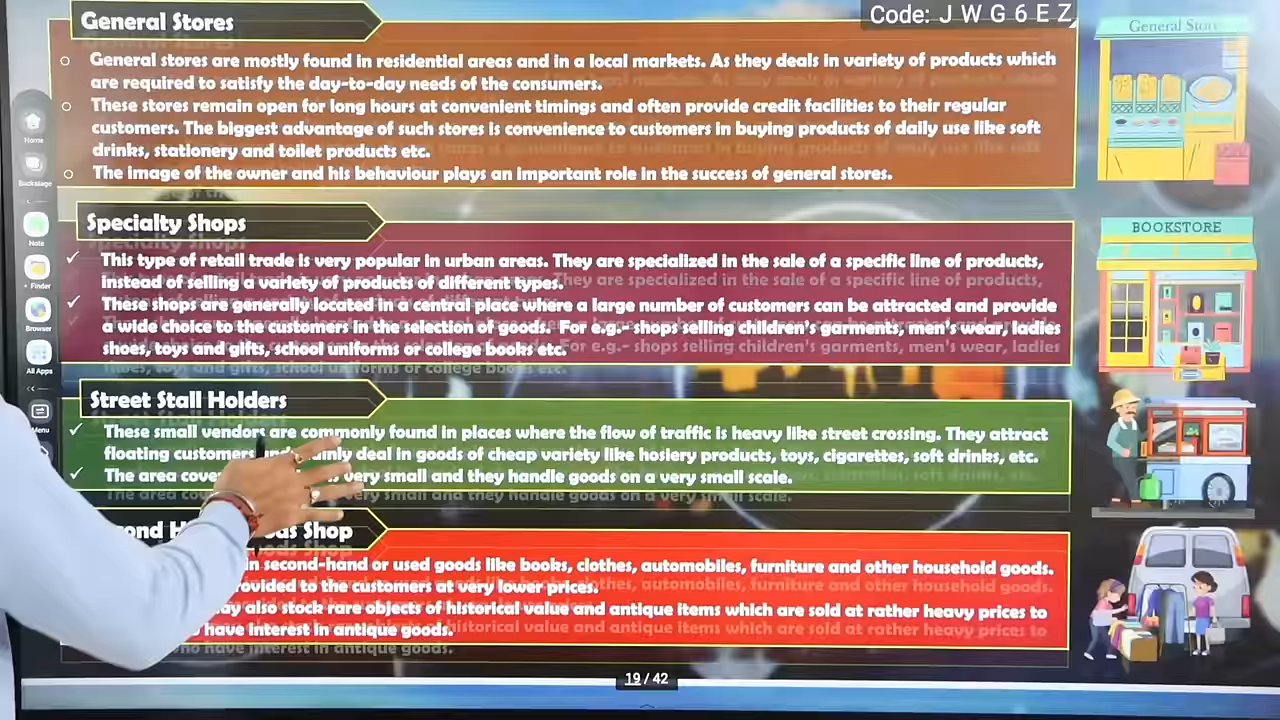 General Stores
Code: J W G 6 E Z
General Store
General stores are mostly found in residential areas and in a local markets. As they deals in variety of products which
are required to satisfy the day-to-day needs of the consumers.
These stores remain open for long hours at convenient timings and often provide credit facilities to their regular
customers. The biggest advantage of such stores is convenience to customers in buying products of daily use like soft
drinks, stationery and toilet products etc.
The image of the owner and his behaviour plays an important role in the success of general stores.
Home
Backstage
Note
Finder
Browser
All Apps
Menu
Specialty Shops
BOOKSTORE
This type of retail trade is very popular in urban areas. They are specialized in the sale of a specific line of products,
instead of selling a variety of products of different types.
These shops are generally located in a central place where a large number of customers can be attracted and provide
a wide choice to the customers in the selection of goods. For e.g.- shops selling children's garments, men's wear, ladies
shoes, toys and gifts, school uniforms or college books etc.
Street Stall Holders
These small vendors are commonly found in places where the flow of traffic is heavy like street crossing. They attract
floating customers deal in goods of cheap variety like hosiery products, toys, cigarettes, soft drinks, etc.
The area very small and they handle goods on a very small scale.
Shop
in second-hand or used goods like books, clothes, automobiles, furniture and other household goods.
to the customers at very lower prices.
also stock rare objects of historical value and antique items which are sold at rather heavy prices to
have interest in antique goods.
19 / 42